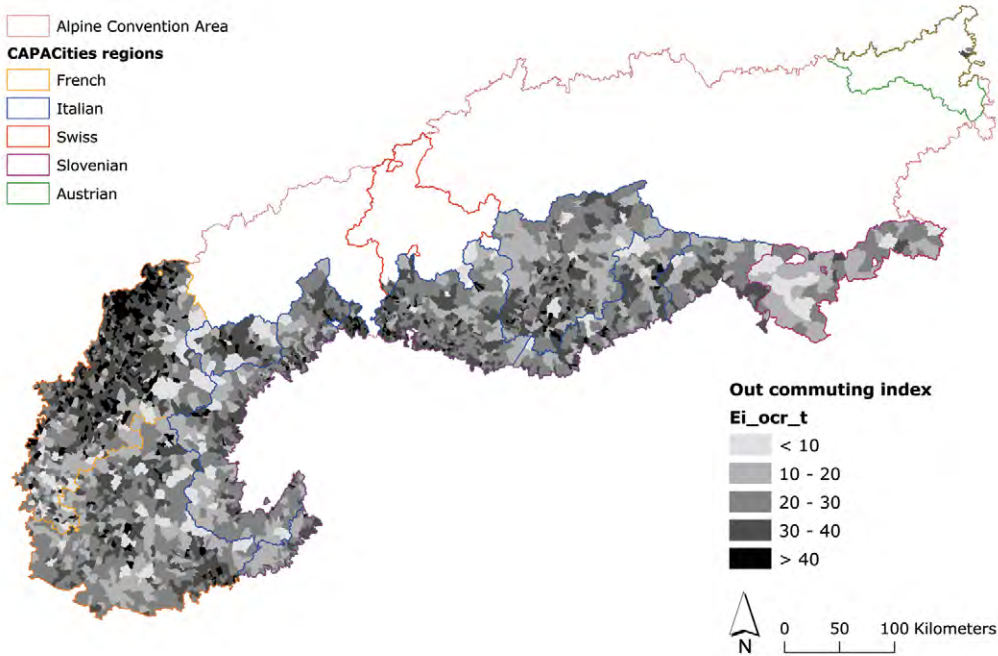 Alpine Convention Area
CAPACities regions
French
Italian
Swiss
Slovenian
Austrian
Out commuting index
Ei_ocr_t
< 10
10 - 20
20 - 30
30 - 40
> 40
N
0 50 100 Kilometers